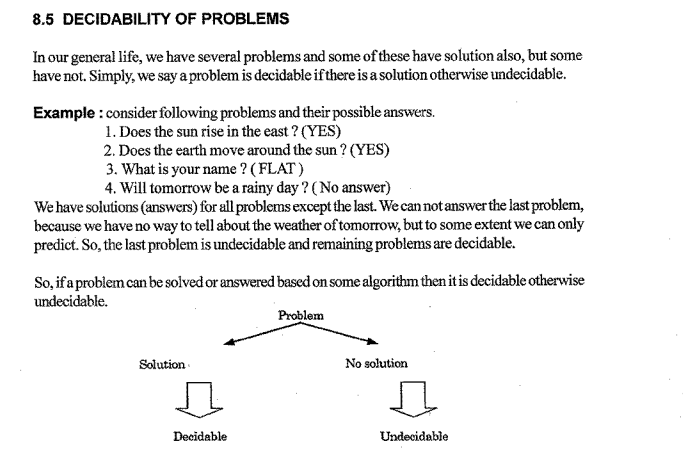 8.5 DECIDABILITY OF PROBLEMS
In our general life, we have several problems and some of these have solution also, but some
have not. Simply, we say a problem is decidable if there is a solution otherwise undecidable.
Example : consider following problems and their possible answers.
1. Does the sun rise in the east ? (YES)
2. Does the earth move around the sun ? (YES)
3. What is your name ? ( FLAT )
4. Will tomorrow be a rainy day ? ( No answer)
We have solutions (answers) for all problems except the last. We can not answer the last problem,
because we have no way to tell about the weather of tomorrow, but to some extent we can only
predict. So, the last problem is undecidable and remaining problems are decidable.
So, if a problem can be solved or answered based on some algorithm then it is decidable otherwise
undecidable.
Problem
Solution
No solution
Decidable
Undecidable